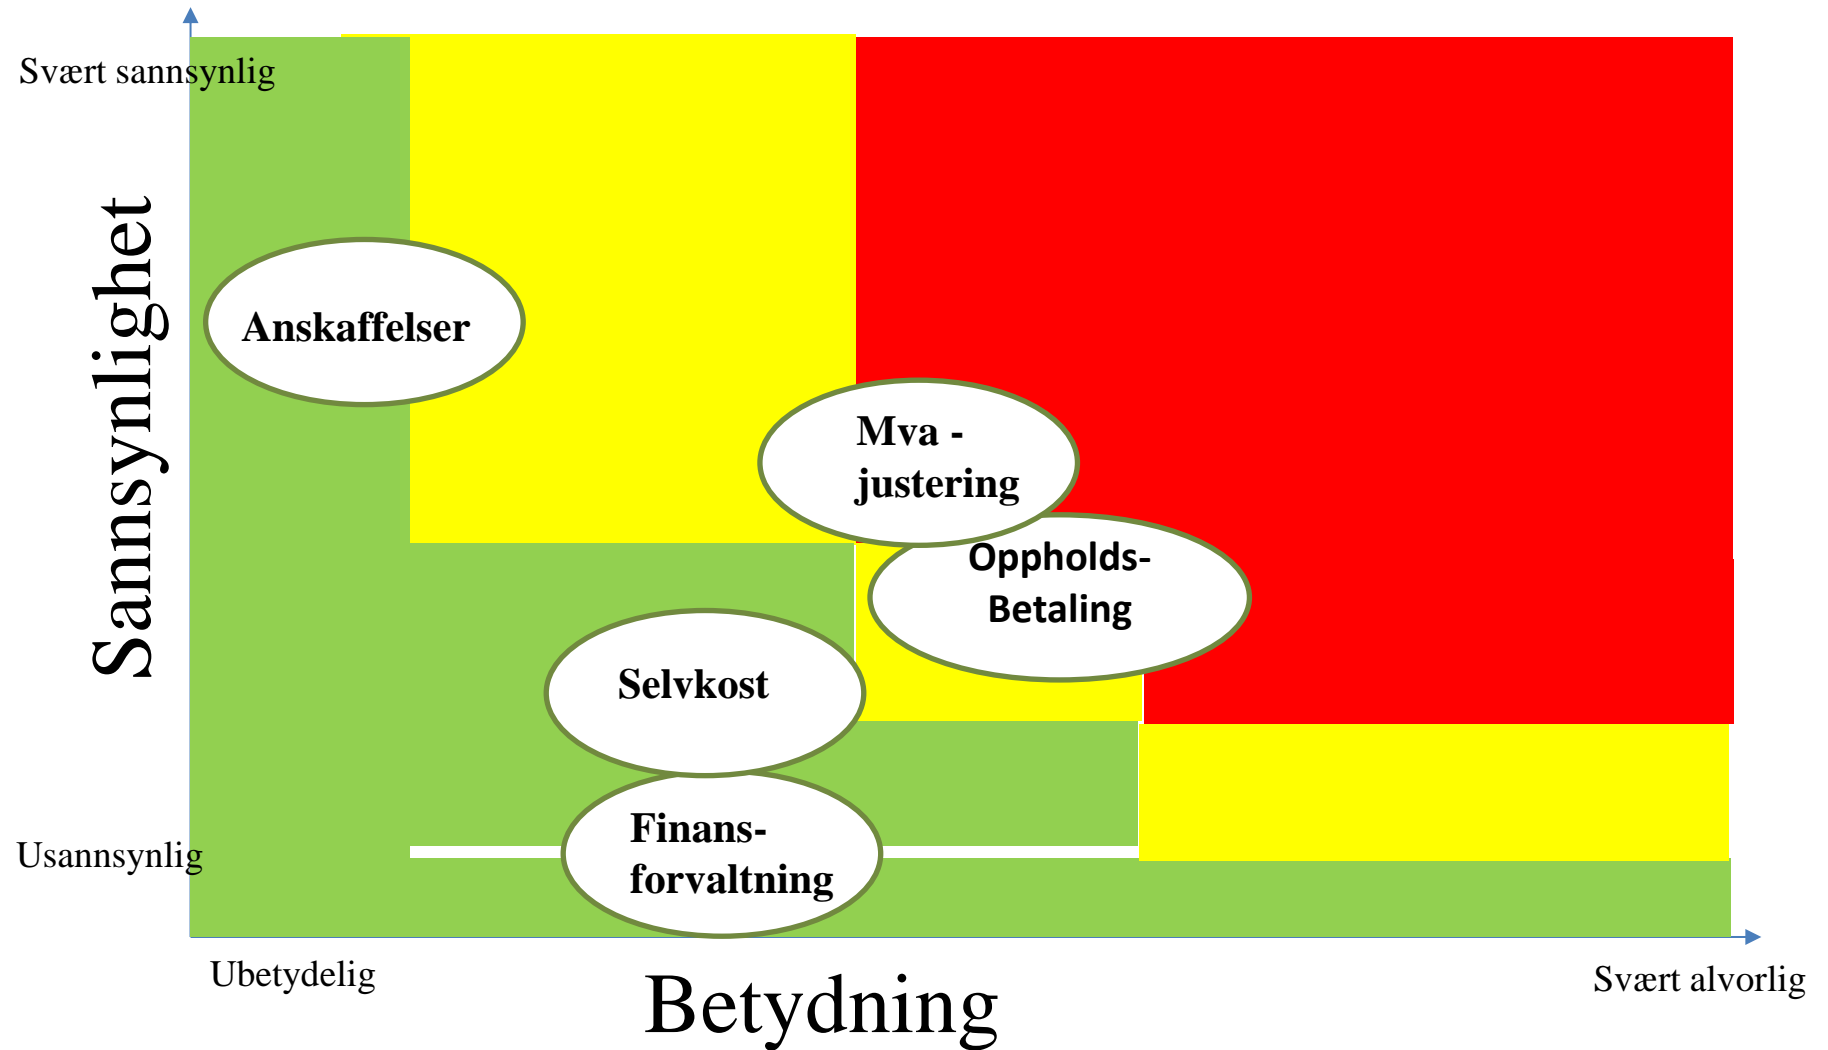 Svært sannsynlig
Sannsynlighet
Anskaffelser
Mva -
justering
Oppholds-
Betaling
Selvkost
Finans-
forvaltning
Usannsynlig
Ubetydelig
Betydning
Svært alvorlig